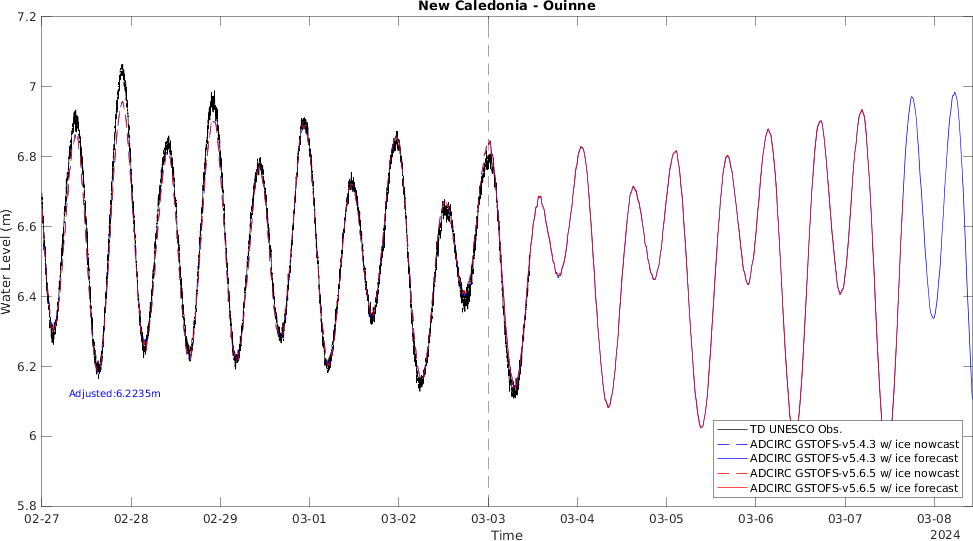 New Caledonia - Ouinne
7.2
7
6.8
6.6
6.4
6.2
6
5.8
Water Level (m)
Adjusted:6.2235m
TD UNESCO Obs.
ADCIRC GSTOFS-v5.4.3 w/ ice nowcast
ADCIRC GSTOFS-v5.4.3 w/ ice forecast
ADCIRC GSTOFS-v5.6.5 w/ ice nowcast
ADCIRC GSTOFS-v5.6.5 w/ ice forecast
02-27 02-28 02-29 03-01 03-02 03-03 03-04 03-05 03-06 03-07 03-08
Time
2024